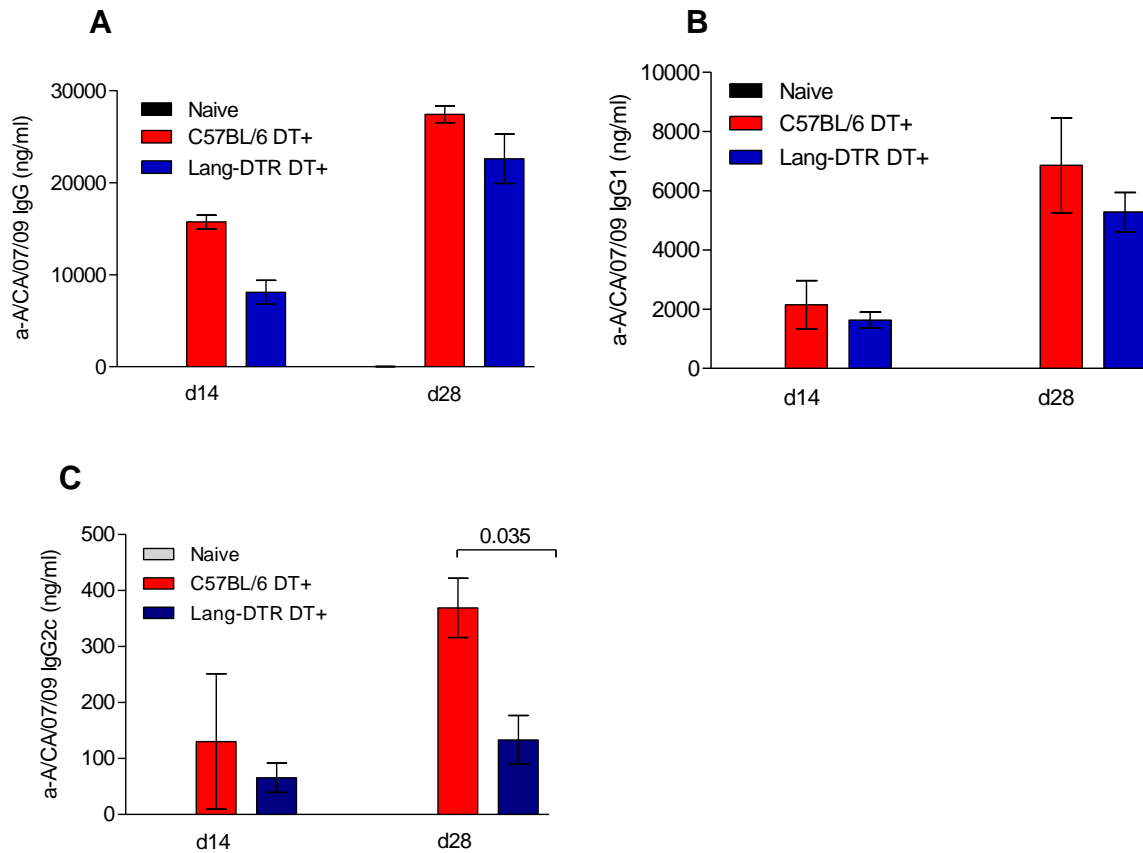 A
a-A/CA/07/09 IgG (ng/ml)
30000
20000
10000
0
Naive
C57BL/6 DT+
Lang-DTR DT+
d14
d28
B
a-A/CA/07/09 IgG1 (ng/ml)
10000
8000
6000
4000
2000
0
Naive
C57BL/6 DT+
Lang-DTR DT+
d14
d28
C
a-A/CA/07/09 IgG2c (ng/ml)
500
400
300
200
100
0
Naive
C57BL/6 DT+
Lang-DTR DT+
0.035
d14
d28